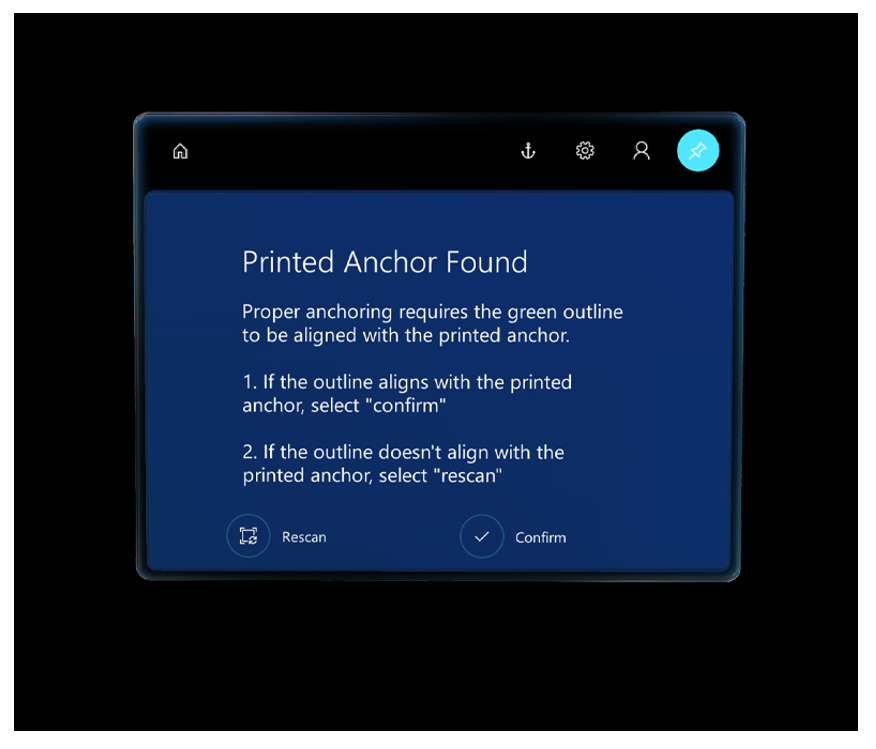 Printed Anchor Found
Proper anchoring requires the green outline
to be aligned with the printed anchor.
1. If the outline aligns with the printed
anchor, select "confirm"
2. If the outline doesn't align with the
printed anchor, select "rescan"
Rescan
Confirm